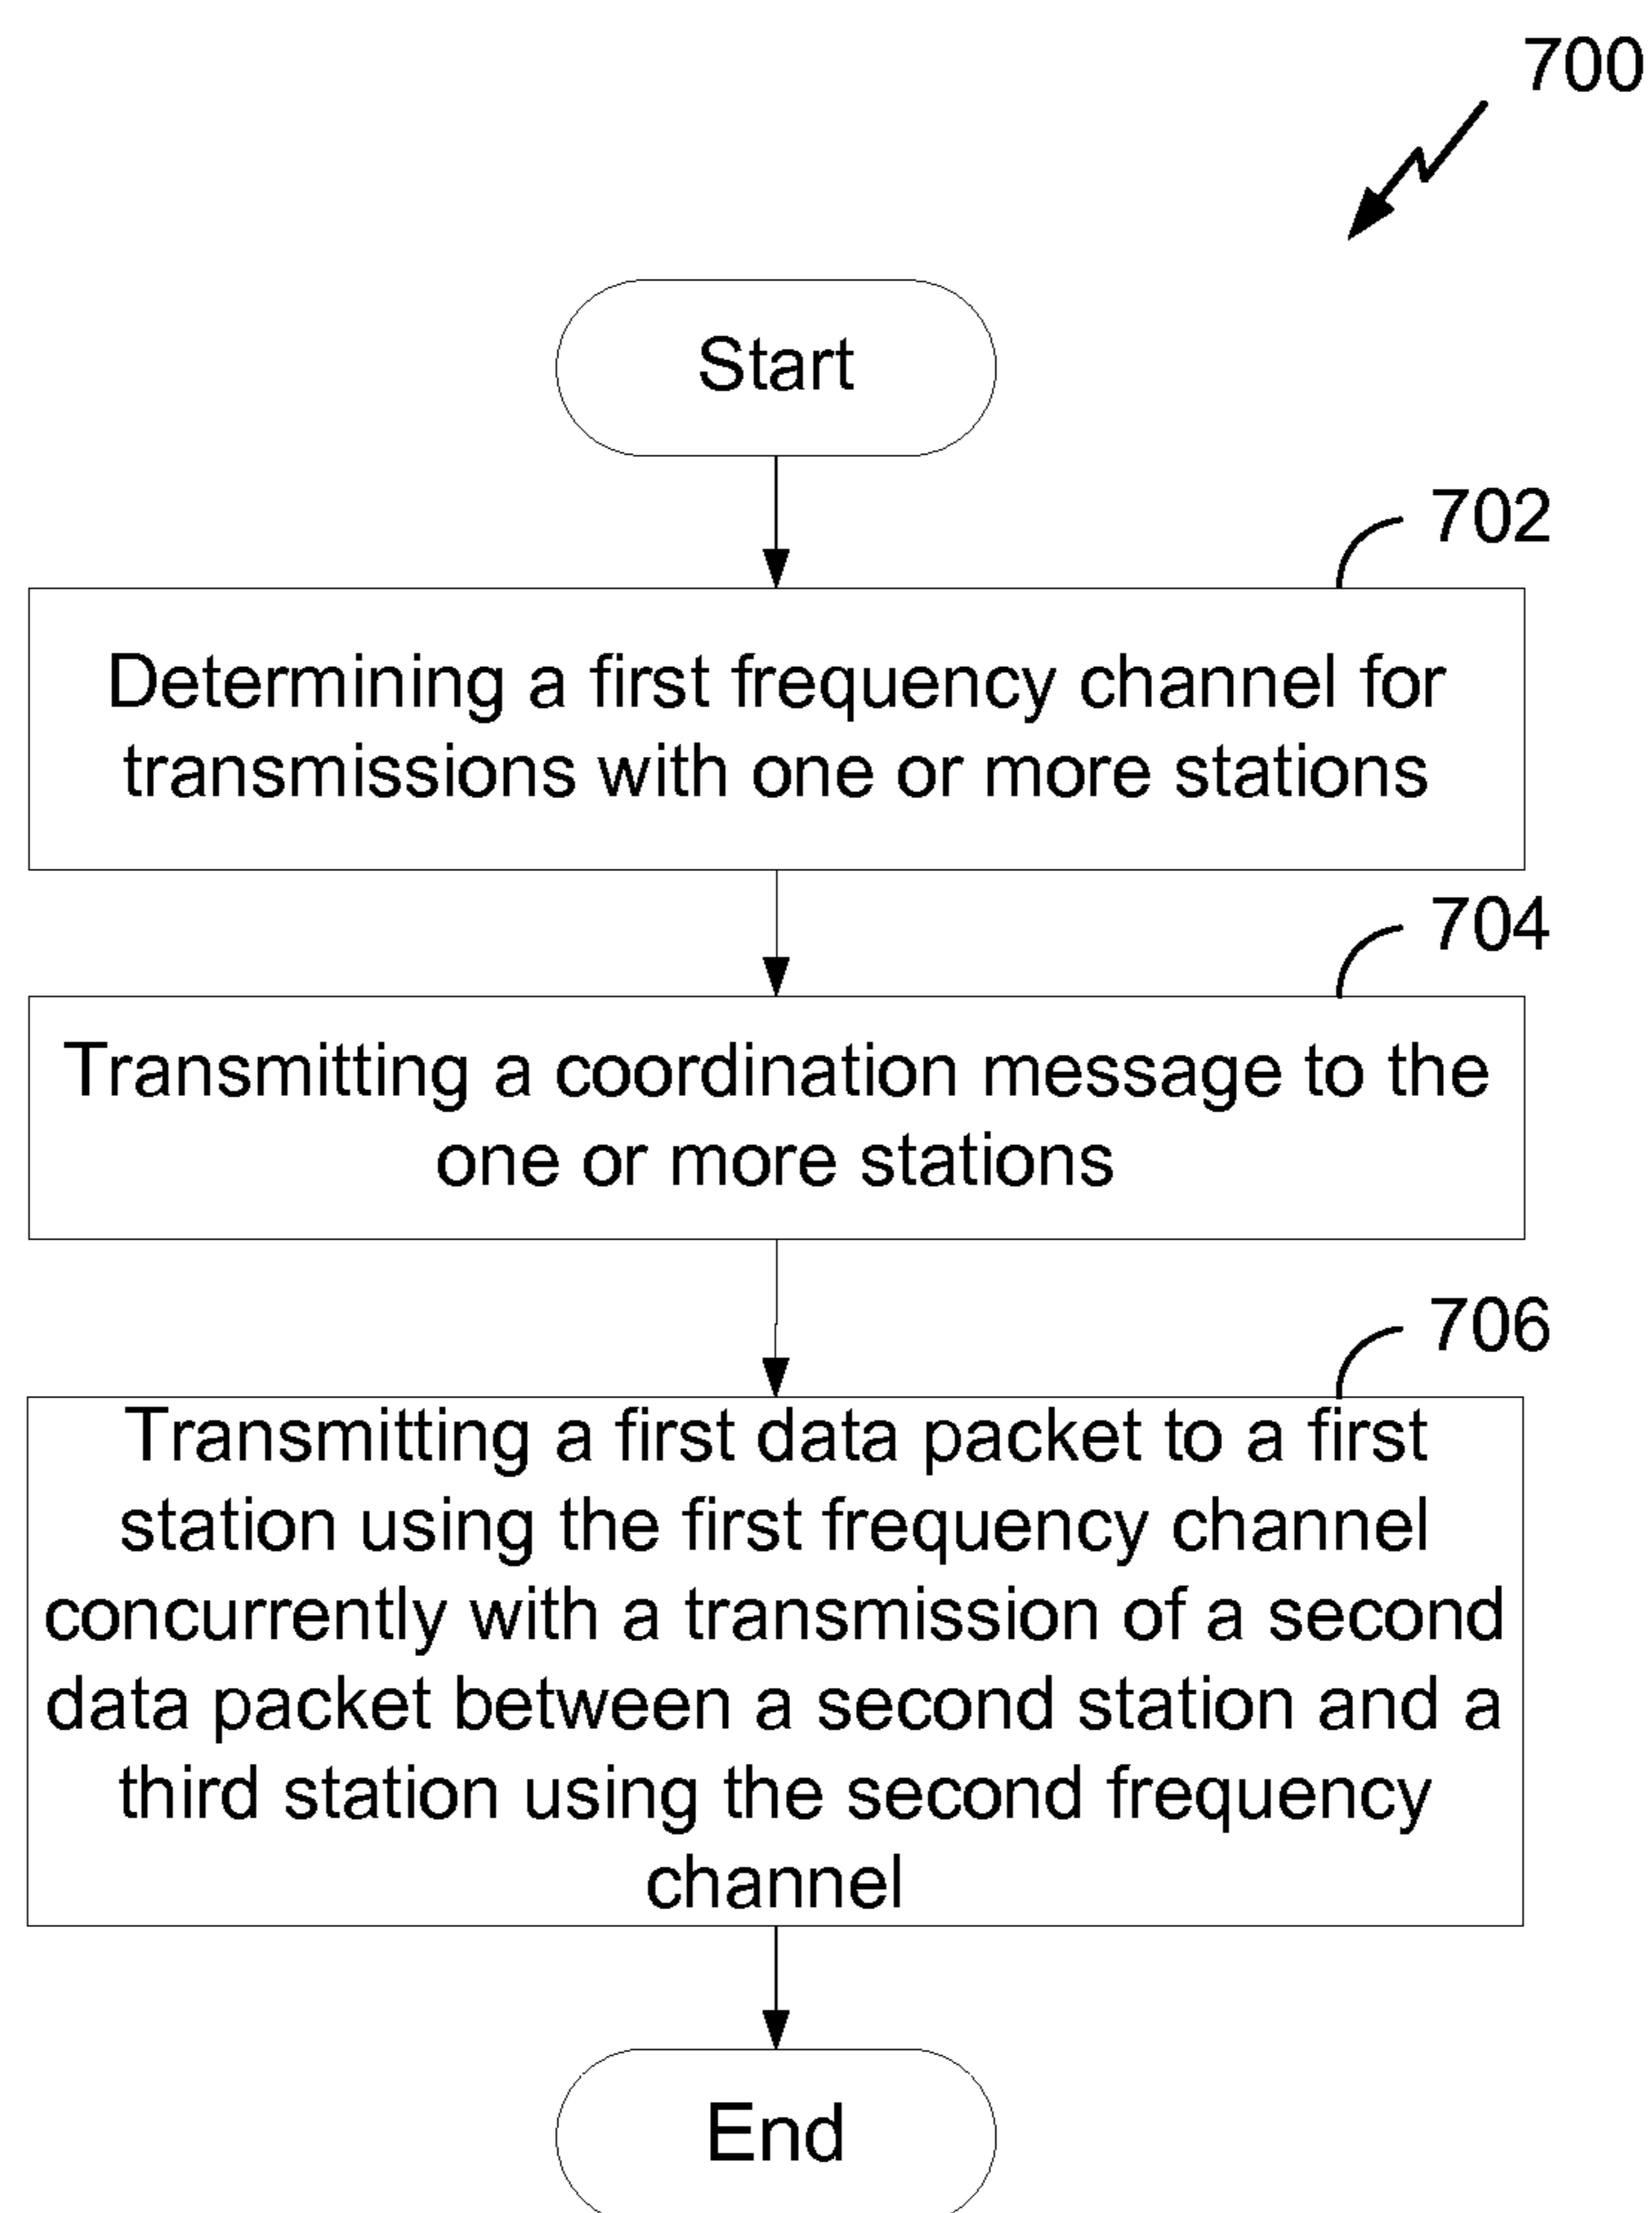 700
Start
702
Determining a first frequency channel for
transmissions with one or more stations
704
Transmitting a coordination message to the
one or more stations
706
Transmitting a first data packet to a first
station using the first frequency channel
concurrently with a transmission of a second
data packet between a second station and a
third station using the second frequency
channel
End